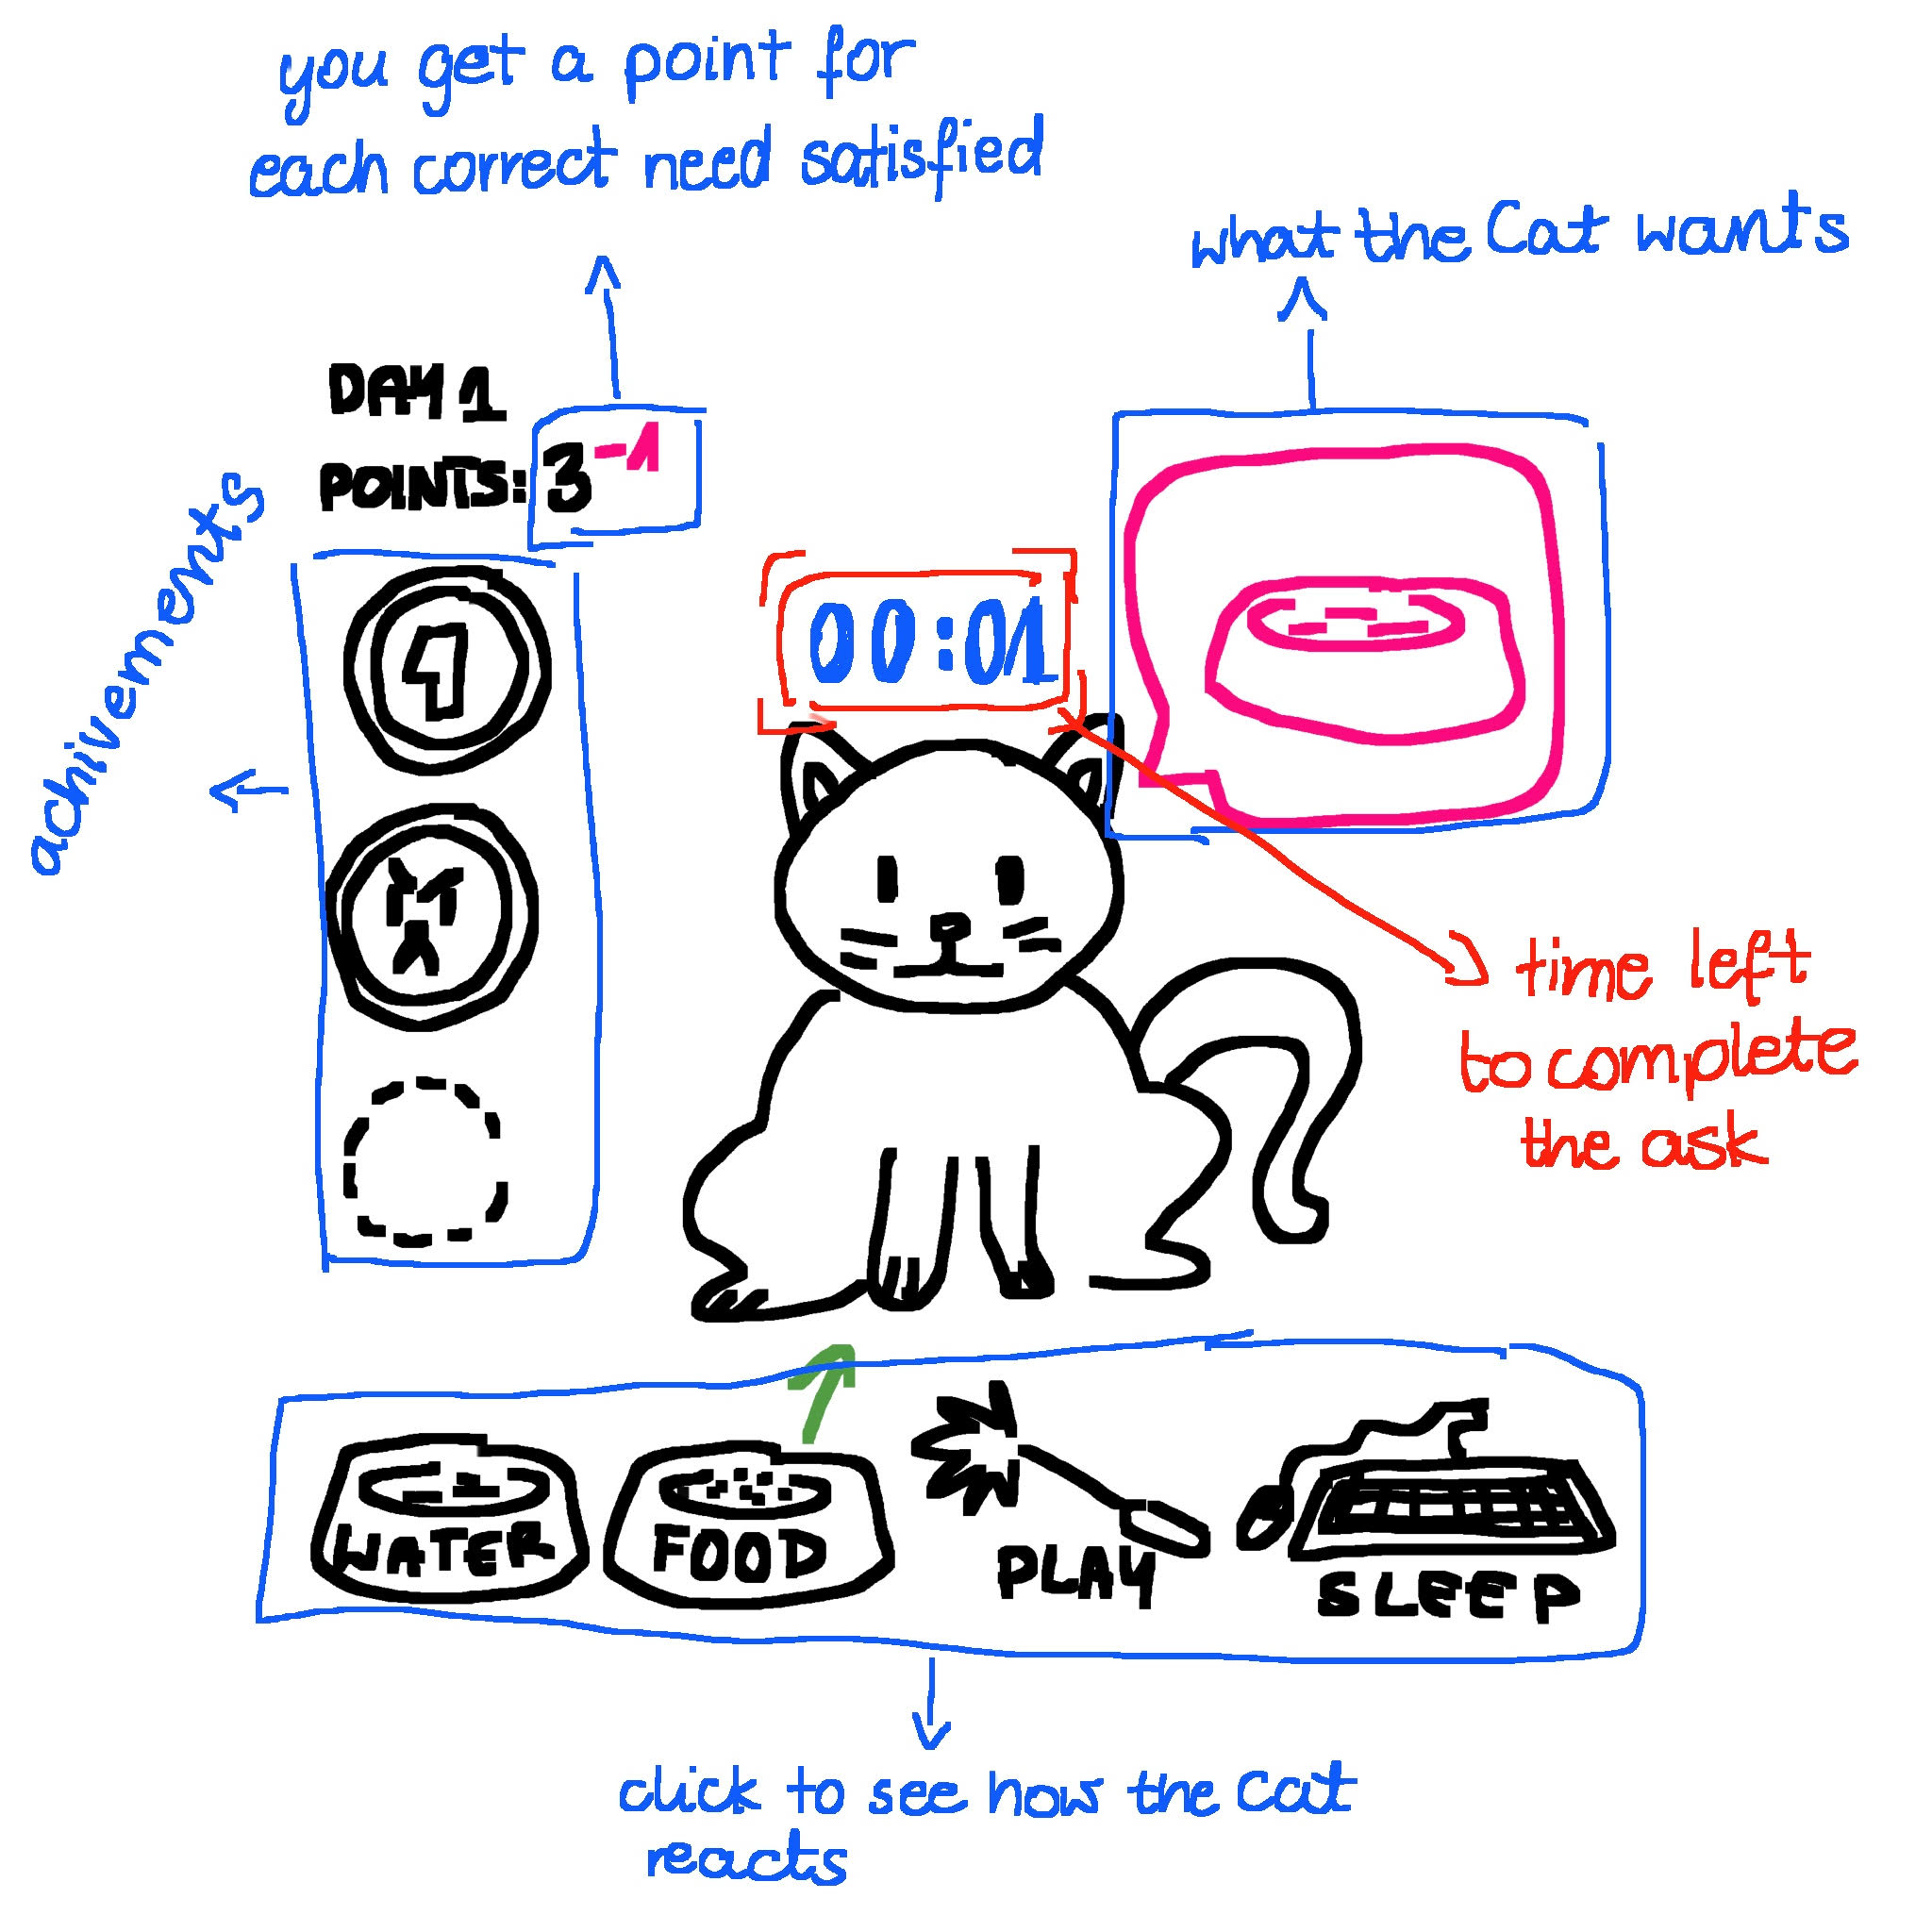 you get a point for
each correct need satisfied
what the Cat wants
DAY 1
POINTS: 3 -1
achivements
00:01
time left
to complete
the ask
WATER
FOOD
PLAY
SLEEP
click to see how the cat
reacts